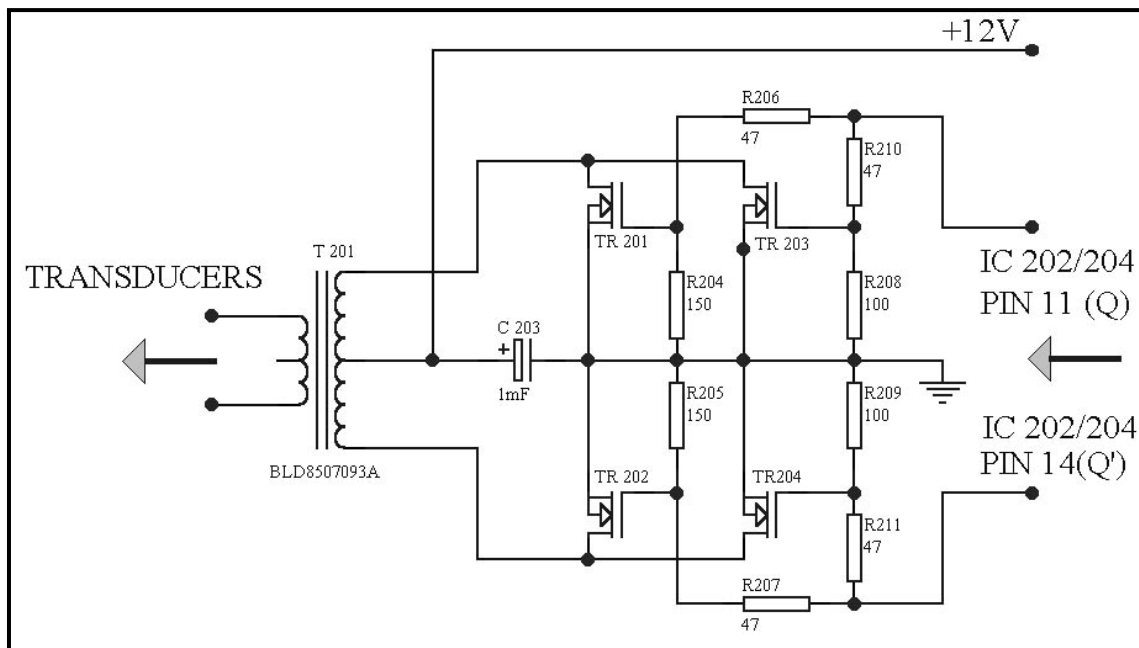 +12V
R206
47
R210
47
TR 201
TR 203
T 201
TRANSDUCERS
R204
150
R208
100
IC 202/204
PIN 11 (Q)
C 203
+
1mF
R205
150
R209
100
IC 202/204
PIN 14(Q')
BLD8507093A
TR 202
TR204
R211
47
R207
47